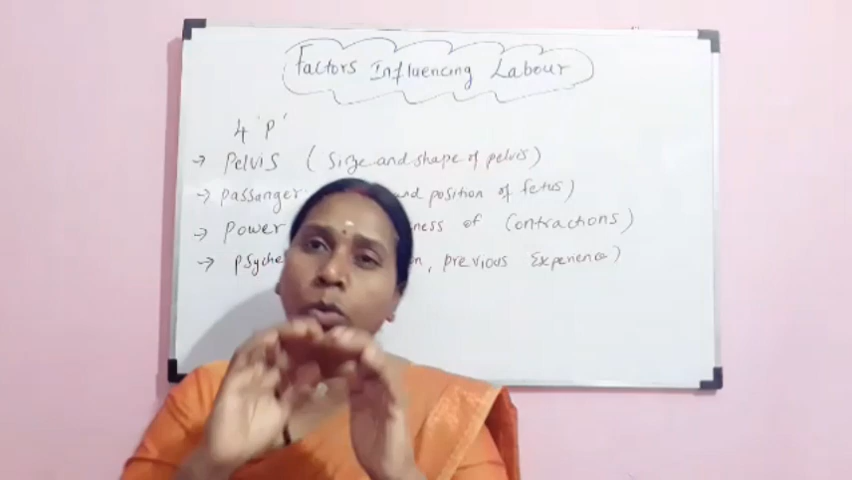 Factors Influencing Labour
4 'P'
→ Pelvis ( Size and shape of pelvis )
→ passanger and position of fetus )
→ power ness of Contractions )
→ psyche n, previous Experience )